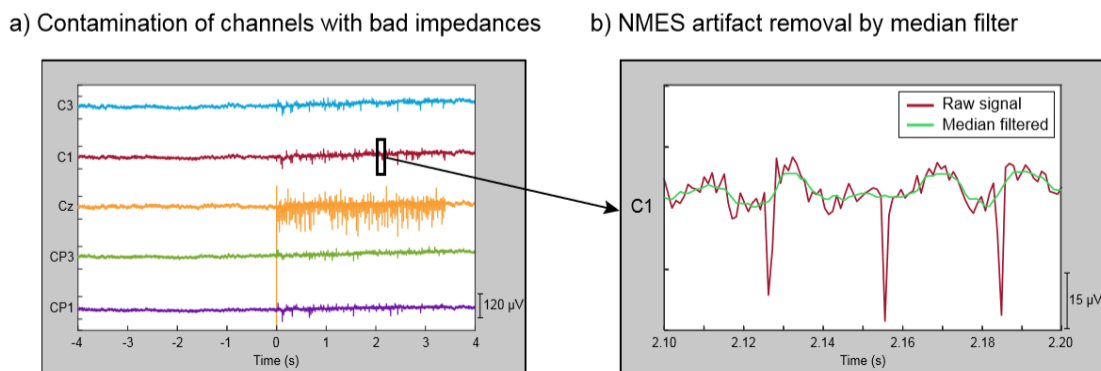 a) Contamination of channels with bad impedances
C3
C1
Cz
CP3
CP1
120 µV
-4 -3 -2 -1 0 1 2 3 4
Time (s)
b) NMES artifact removal by median filter
Raw signal
Median filtered
C1
15 µV
2.10 2.12 2.14 2.16 2.18 2.20
Time (s)